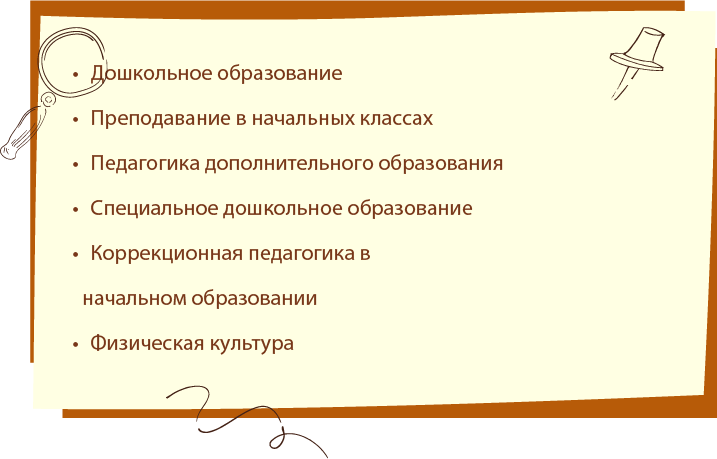 • Дошкольное образование
• Преподавание в начальных классах
• Педагогика дополнительного образования
• Специальное дошкольное образование
• Коррекционная педагогика в
начальном образовании
• Физическая культура